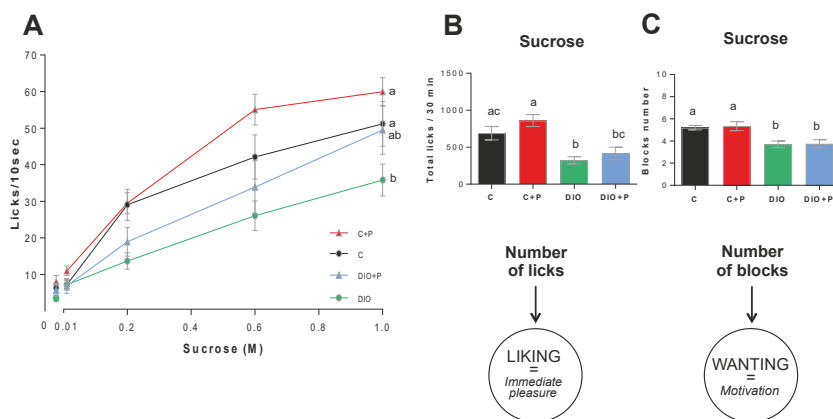 A
70
60
50
40
30
20
10
Licks/10sec
0
0.01
0.2
0.4
0.6
0.8
1.0
Sucrose (M)
a
a
ab
b
C+P
C
DIO+P
DIO
B
Sucrose
1500
1000
500
0
Total licks / 30 min
ac
a
b
bc
C
C+P
DIO
DIO+P
Number
of licks
LIKING
=
Immediate
pleasure
C
Sucrose
10
8
6
4
2
0
Blocks number
a
a
b
b
C
C+P
DIO
DIO+P
Number
of blocks
WANTING
=
Motivation